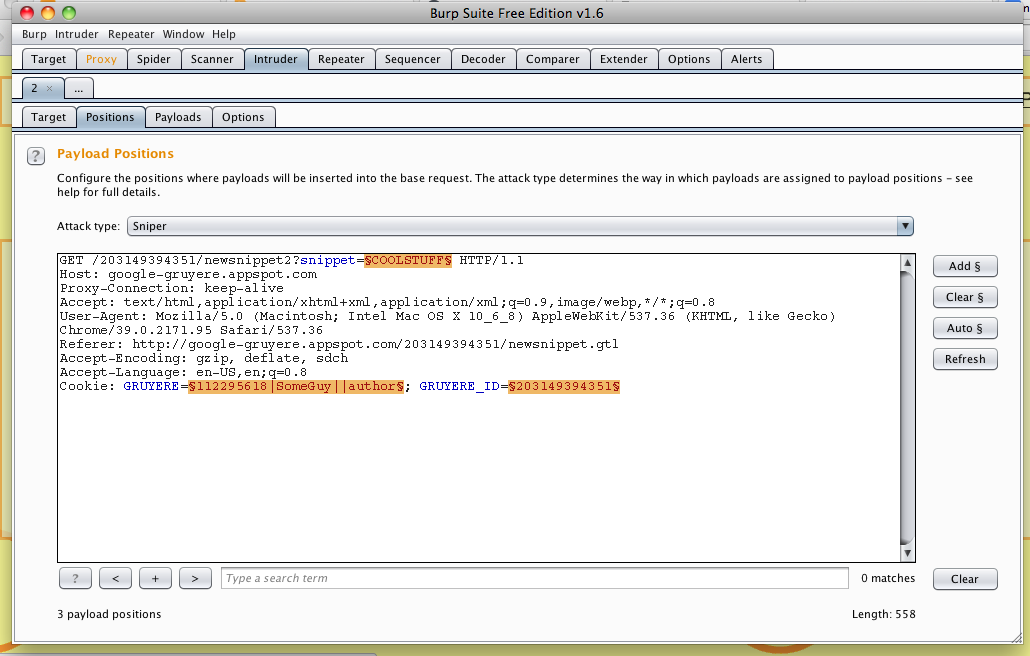 Burp Suite Free Edition v1.6
Burp Intruder Repeater Window Help
Target Proxy Spider Scanner Intruder Repeater Sequencer Decoder Comparer Extender Options Alerts
2 × ...
Target Positions Payloads Options
? Payload Positions
Configure the positions where payloads will be inserted into the base request. The attack type determines the way in which payloads are assigned to payload positions – see
help for full details.
Attack type: Sniper
GET /203149394351/newsnippet2?snippet=§COOLSTUFF§ HTTP/1.1
Host: google-gruyere.appspot.com
Proxy-Connection: keep-alive
Accept: text/html,application/xhtml+xml,application/xml;q=0.9,image/webp,*/*;q=0.8
User-Agent: Mozilla/5.0 (Macintosh; Intel Mac OS X 10_6_8) AppleWebKit/537.36 (KHTML, like Gecko)
Chrome/39.0.2171.95 Safari/537.36
Referer: http://google-gruyere.appspot.com/203149394351/newsnippet.gtl
Accept-Encoding: gzip, deflate, sdch
Accept-Language: en-US,en;q=0.8
Cookie: GRUYERE=§112295618|SomeGuy||author§; GRUYERE_ID=§203149394351§
Add §
Clear §
Auto §
Refresh
? < + > Type a search term 0 matches Clear
3 payload positions Length: 558